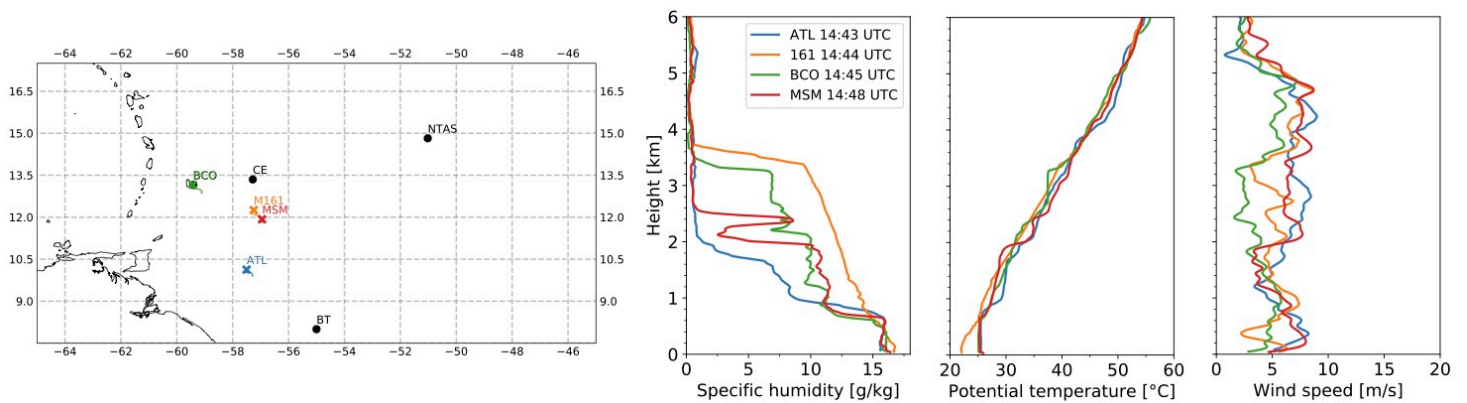 −64 −62 −60 −58 −56 −54 −52 −50 −48 −46
16.5 16.5
15.0 15.0
13.5 13.5
12.0 12.0
10.5 10.5
9.0 9.0
NTAS
CE
BCO
M161
MSM
ATL
BT
−64 −62 −60 −58 −56 −54 −52 −50 −48 −46
6
5
4
3
2
1
0
Height [km]
ATL 14:43 UTC
161 14:44 UTC
BCO 14:45 UTC
MSM 14:48 UTC
0 5 10 15
Specific humidity [g/kg]
20 30 40 50 60
Potential temperature [°C]
0 5 10 15 20
Wind speed [m/s]